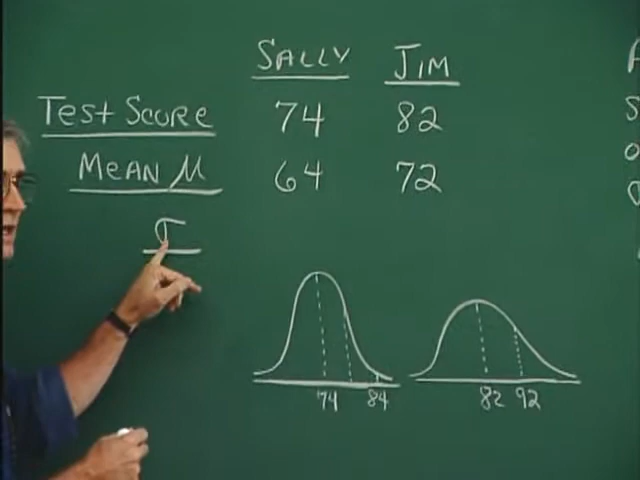 SALLY JIM
Test Score 74 82
MEAN μ 64 72
σ
74 84 82 92